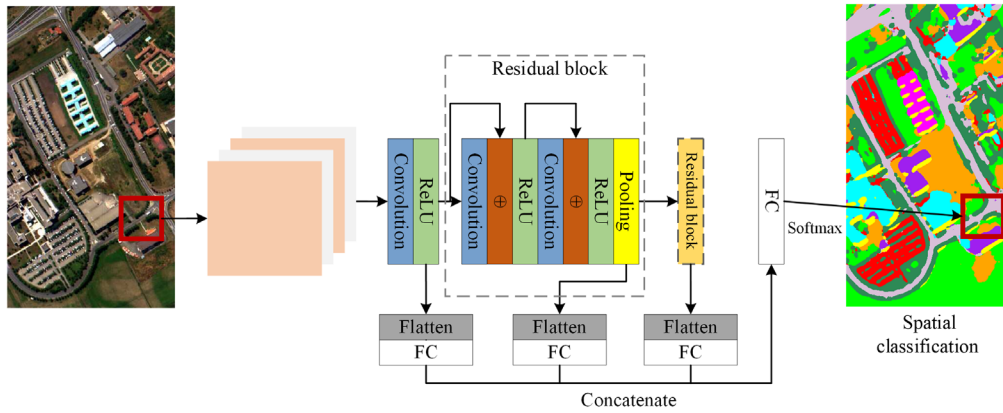 Residual block
Convolution
ReLU
Convolution
⊕
ReLU
Convolution
⊕
ReLU
Pooling
Residual block
FC
Softmax
Flatten
FC
Flatten
FC
Flatten
FC
Concatenate
Spatial
classification